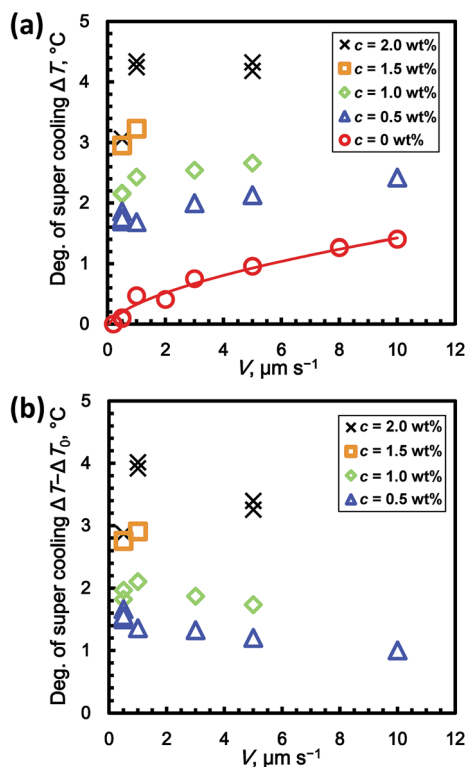 (a)
Deg. of super cooling ΔT, °C
5
4
3
2
1
0
c = 2.0 wt%
c = 1.5 wt%
c = 1.0 wt%
c = 0.5 wt%
c = 0 wt%
0 2 4 6 8 10
V, μm s⁻¹
(b)
Deg. of super cooling ΔT−ΔT₀, °C
5
4
3
2
1
0
c = 2.0 wt%
c = 1.5 wt%
c = 1.0 wt%
c = 0.5 wt%
0 2 4 6 8 10
V, μm s⁻¹